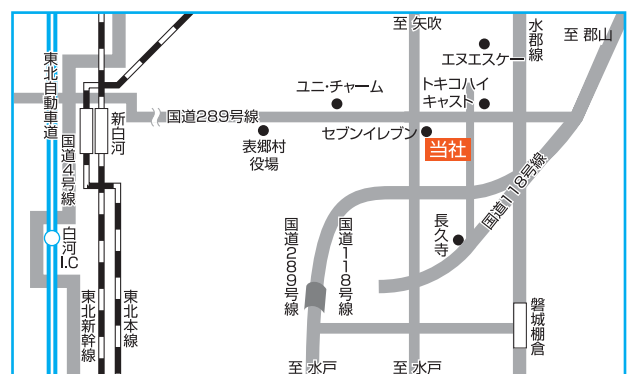 至 矢吹
水郡線
至 郡山
エヌエスケー
東北自動車道
ユニ・チャーム
トキコハイ
キャスト
国道289号線
新白河
セブンイレブン
表郷村
役場
当社
国道4号線
国道118号線
長久寺
白河
I.C
国道289号線
国道118号線
東北新幹線
東北本線
磐城棚倉
至 水戸
至 水戸